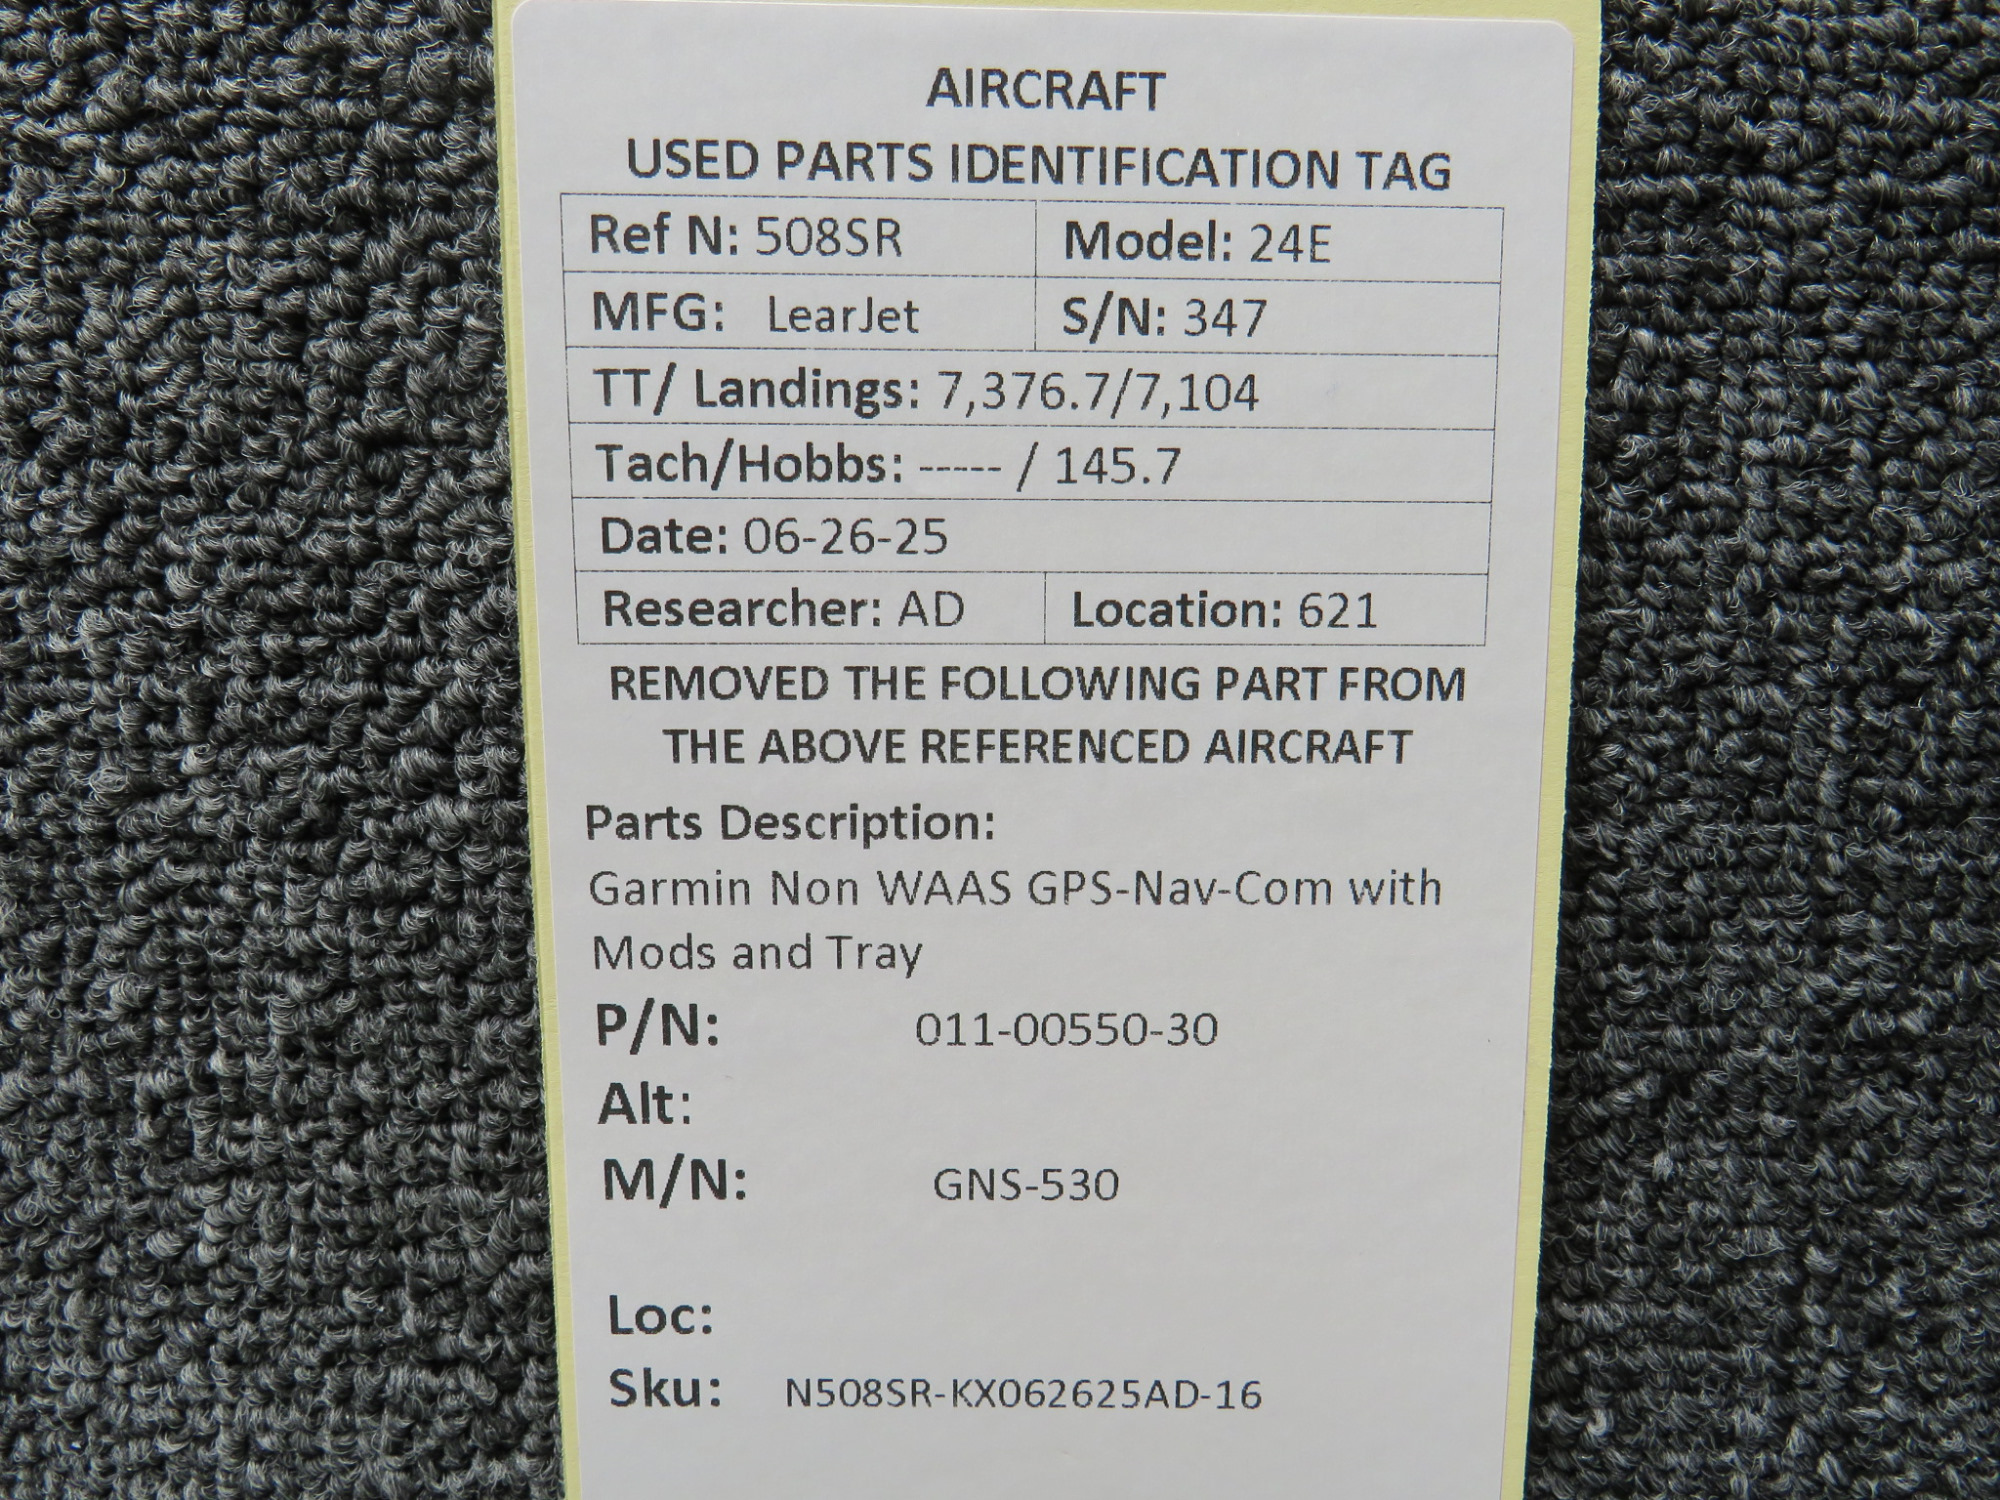 AIRCRAFT
USED PARTS IDENTIFICATION TAG
Ref N: 508SR Model: 24E
MFG: LearJet S/N: 347
TT/ Landings: 7,376.7/7,104
Tach/Hobbs: ----- / 145.7
Date: 06-26-25
Researcher: AD Location: 621
REMOVED THE FOLLOWING PART FROM
THE ABOVE REFERENCED AIRCRAFT
Parts Description:
Garmin Non WAAS GPS-Nav-Com with
Mods and Tray
P/N: 011-00550-30
Alt:
M/N: GNS-530
Loc:
Sku: N508SR-KX062625AD-16